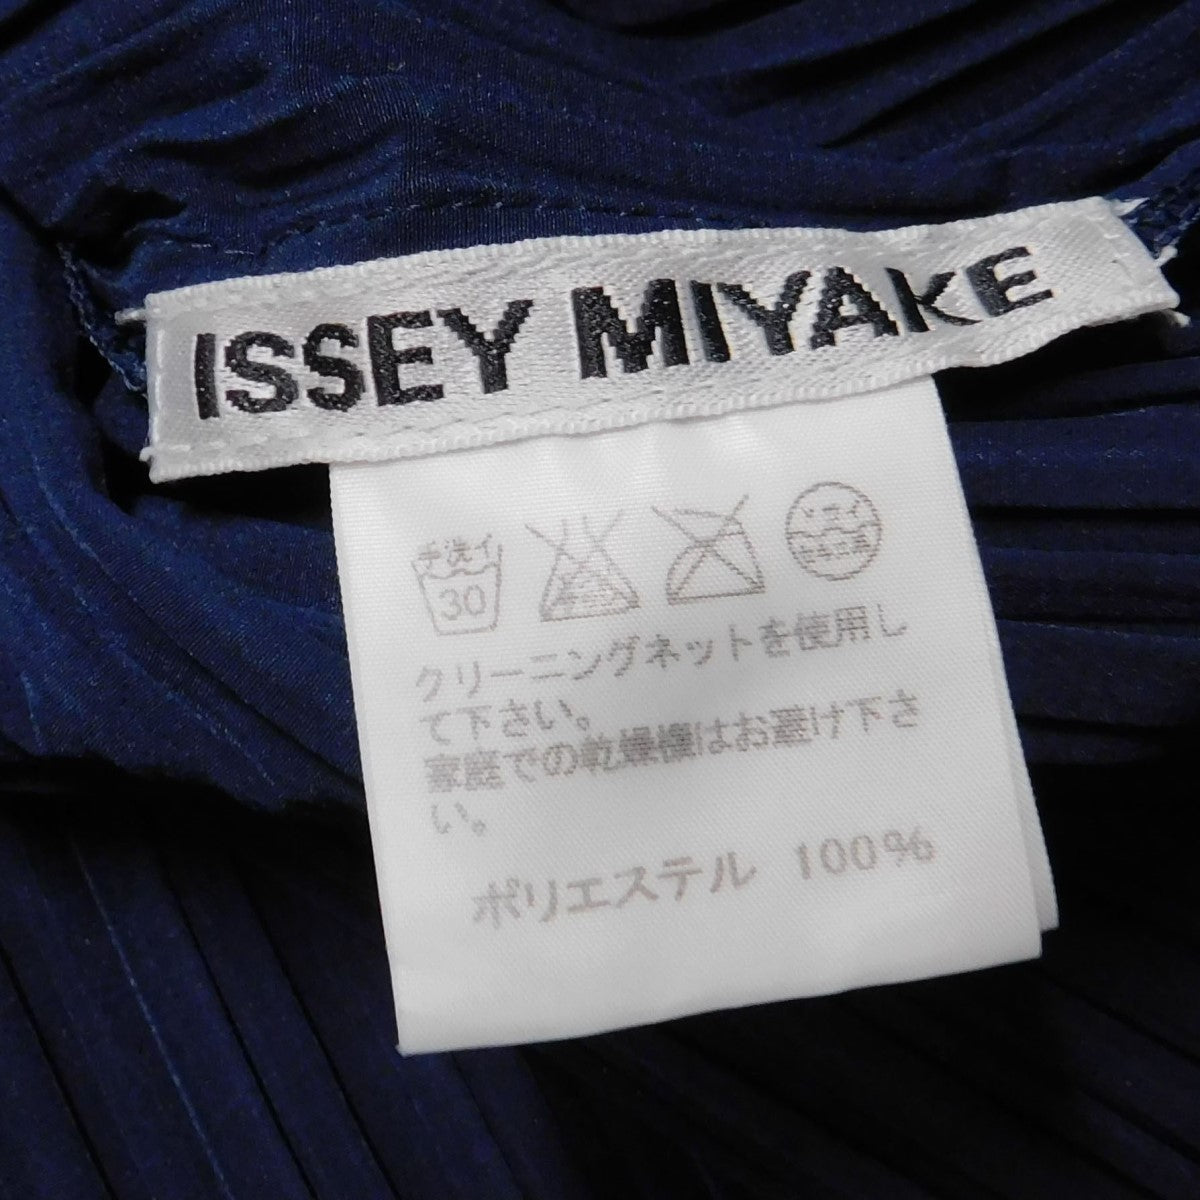 ISSEY MIYAKE
手洗イ
30
クリーニングネットを使用し
て下さい。
家庭での乾燥機はお避け下さ
い。
ポリエステル 100%